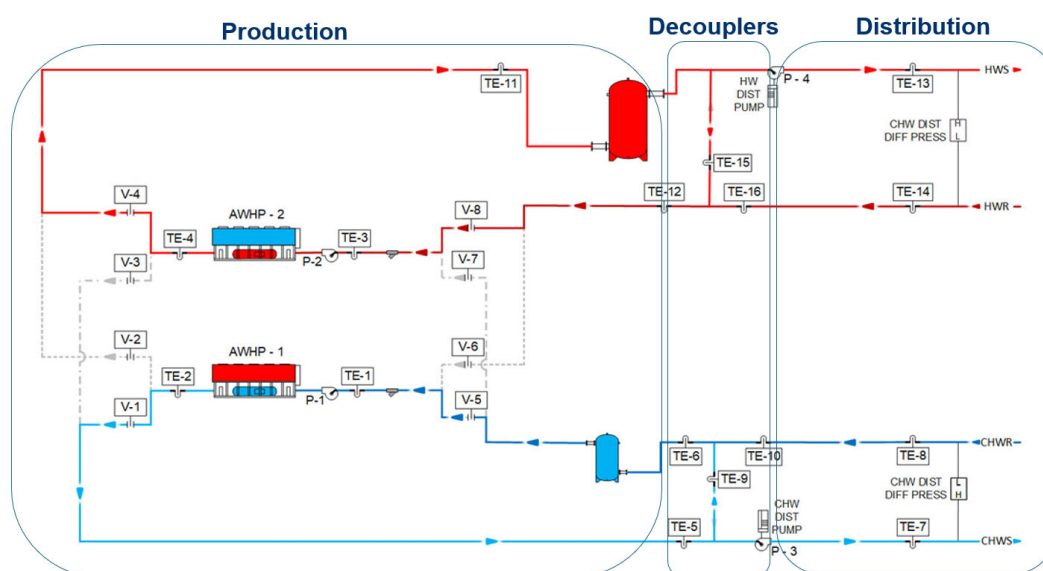 Production
Decouplers
Distribution
TE-11
HW
DIST
PUMP
P - 4
TE-13
HWS
CHW DIST
DIFF PRESS
H
L
TE-15
V-4
AWHP - 2
V-8
TE-12
TE-16
TE-14
HWR
TE-4
P-2
TE-3
V-3
V-7
V-2
AWHP - 1
V-6
TE-2
P-1
TE-1
V-1
V-5
TE-6
TE-10
TE-8
CHWR
TE-9
CHW DIST
DIFF PRESS
L
H
CHW
DIST
PUMP
TE-5
P - 3
TE-7
CHWS